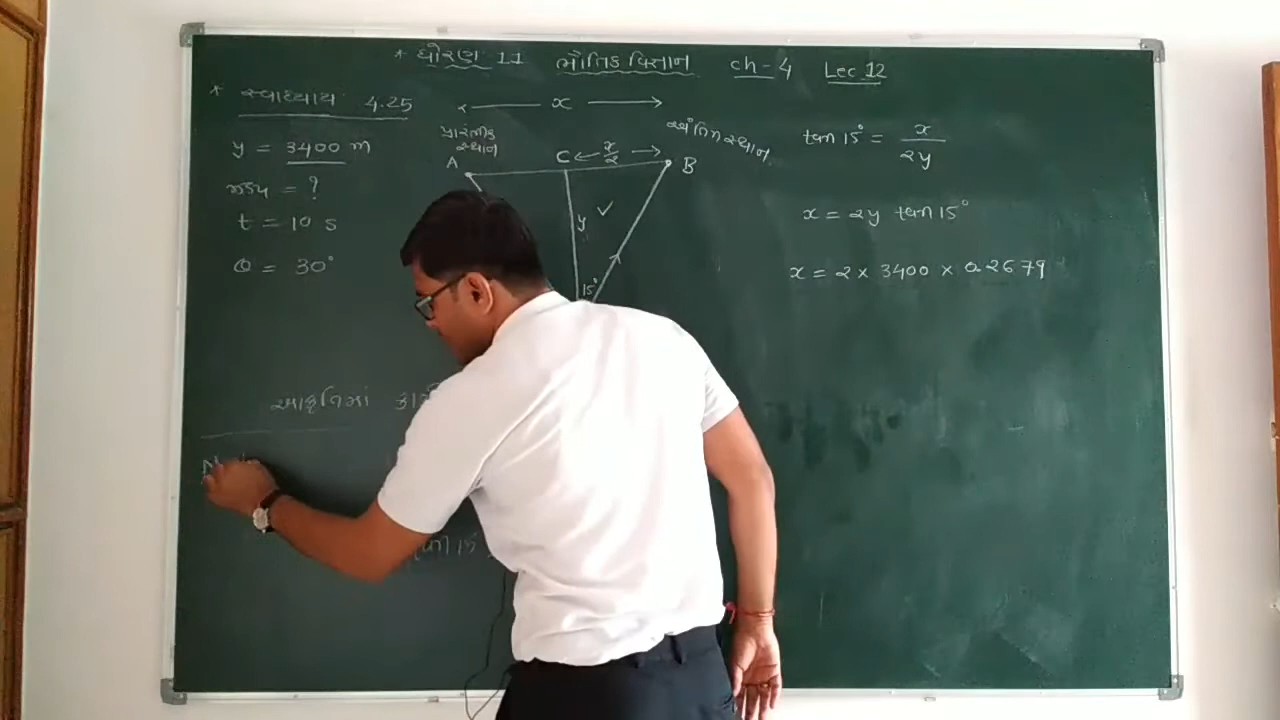 * ધોરણ 11 ભૌતિક વિજ્ઞાન ch-4 Lec 12
* સ્વાધ્યાય 4.25
y = 3400 m
ઝડપ = ?
t = 10 s
θ = 30°
x
પ્રારંભિક
સ્થાન
અંતિમ સ્થાન
A
C
x/2
B
y ✓
15°
આકૃતિમાં
tan 15° = x/2y
x = 2y tan 15°
x = 2 × 3400 × 0.2679